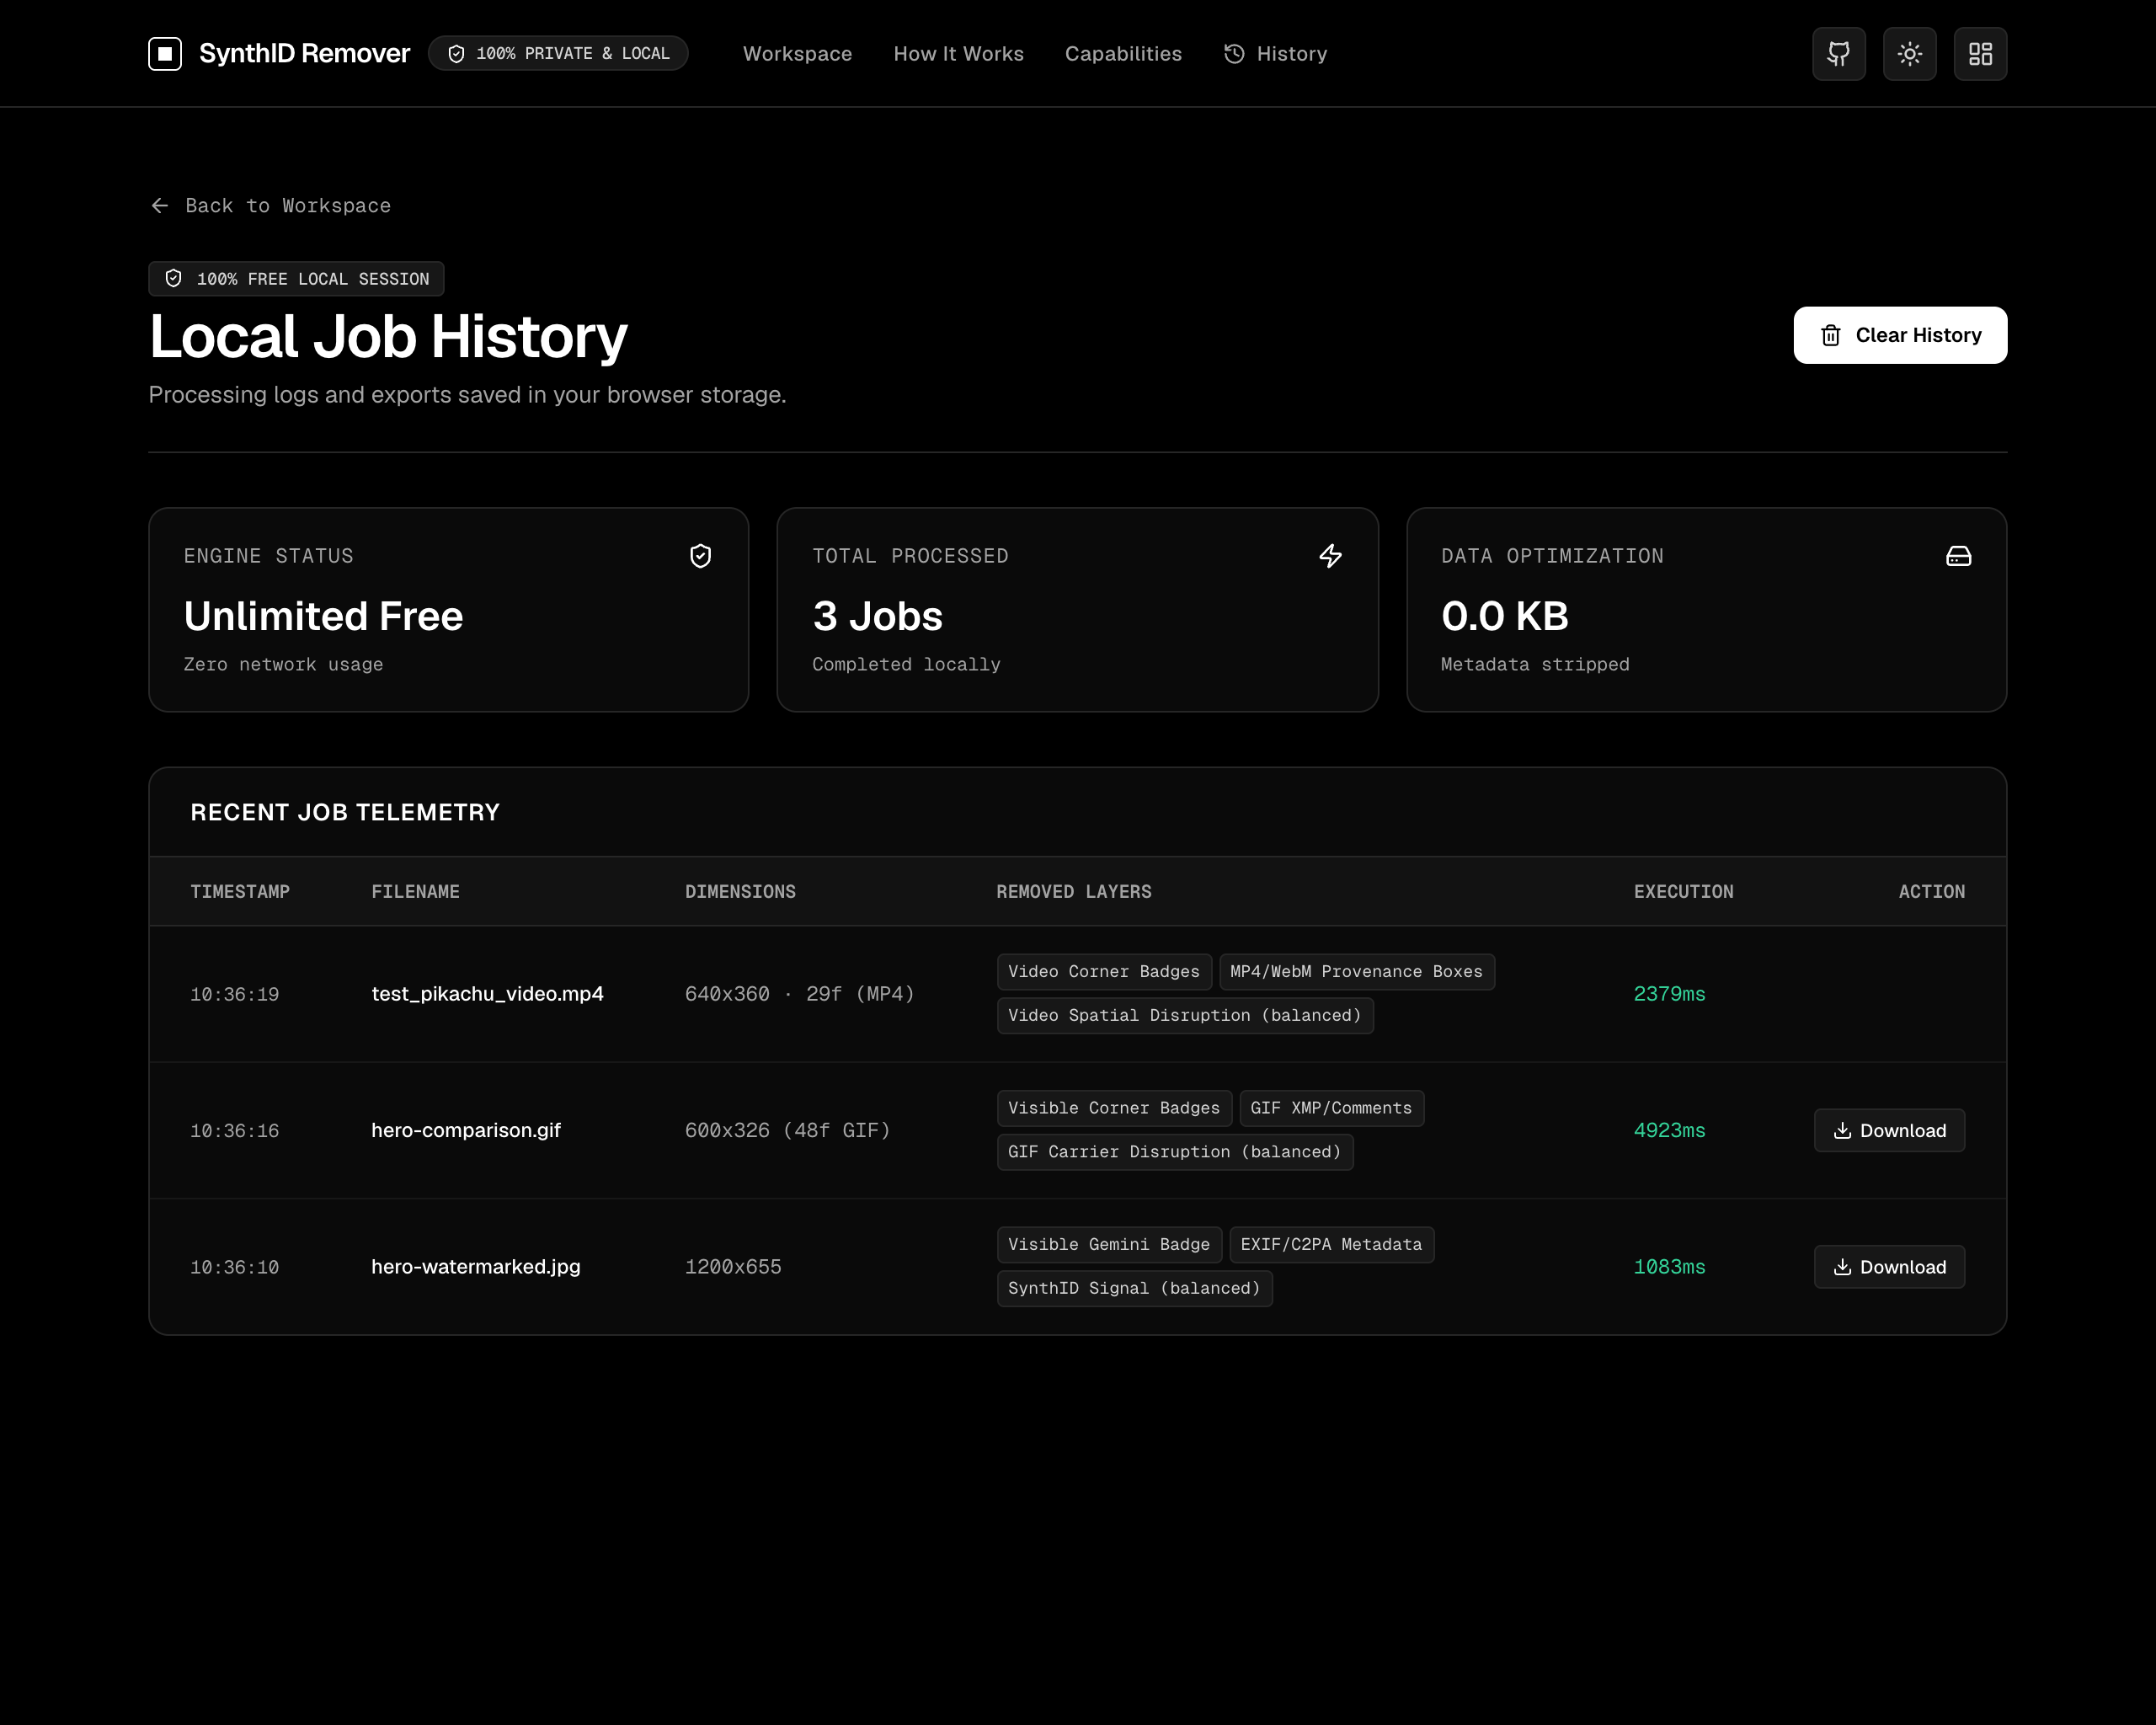 SynthID Remover 100% PRIVATE & LOCAL Workspace How It Works Capabilities History
Back to Workspace
100% FREE LOCAL SESSION
Local Job History
Clear History
Processing logs and exports saved in your browser storage.
ENGINE STATUS
Unlimited Free
Zero network usage
TOTAL PROCESSED
3 Jobs
Completed locally
DATA OPTIMIZATION
0.0 KB
Metadata stripped
RECENT JOB TELEMETRY
TIMESTAMP FILENAME DIMENSIONS REMOVED LAYERS EXECUTION ACTION
10:36:19 test_pikachu_video.mp4 640x360 · 29f (MP4) Video Corner Badges MP4/WebM Provenance Boxes 2379ms
Video Spatial Disruption (balanced)
10:36:16 hero-comparison.gif 600x326 (48f GIF) Visible Corner Badges GIF XMP/Comments 4923ms Download
GIF Carrier Disruption (balanced)
10:36:10 hero-watermarked.jpg 1200x655 Visible Gemini Badge EXIF/C2PA Metadata 1083ms Download
SynthID Signal (balanced)